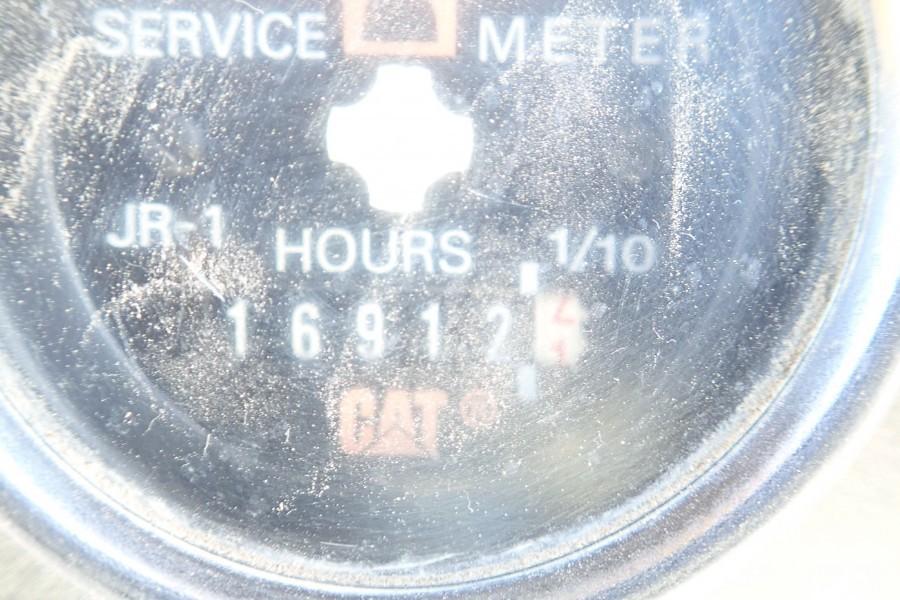 SERVICE METER
JR-1
HOURS 1/10
16912
CAT